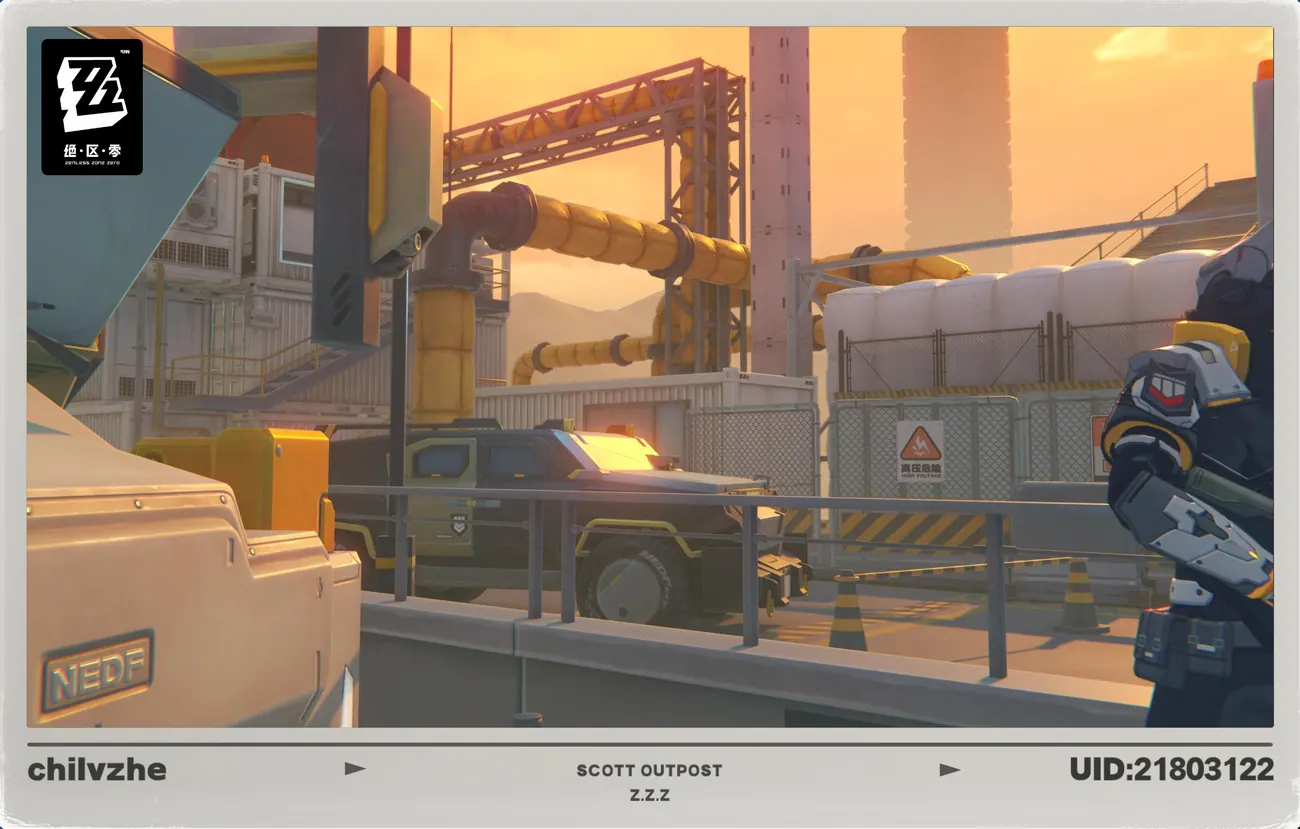 绝·区·零
ZENLESS ZONE ZERO
高压危险
HIGH VOLTAGE
NEDF
chilvzhe
SCOTT OUTPOST
Z.Z.Z
UID:21803122